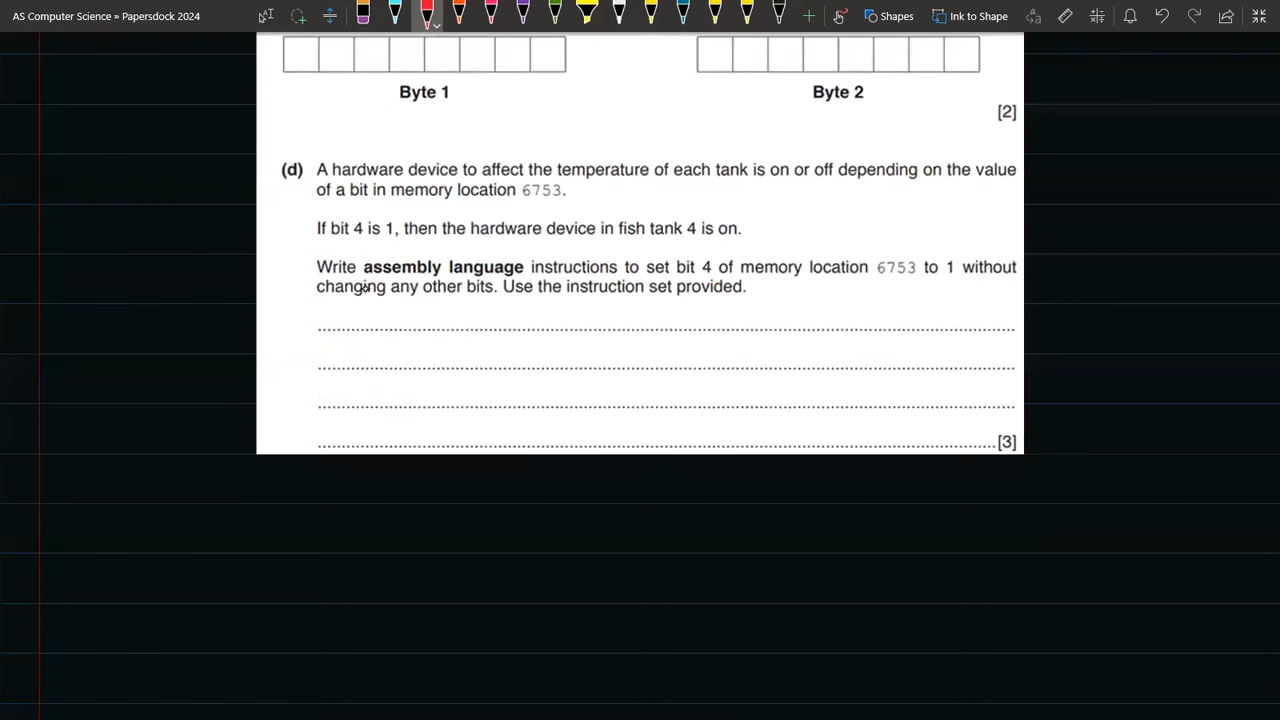 AS Computer Science » Papersdock 2024
Shapes
Ink to Shape
Byte 1
Byte 2
[2]
(d) A hardware device to affect the temperature of each tank is on or off depending on the value
of a bit in memory location 6753.
If bit 4 is 1, then the hardware device in fish tank 4 is on.
Write assembly language instructions to set bit 4 of memory location 6753 to 1 without
changing any other bits. Use the instruction set provided.
[3]